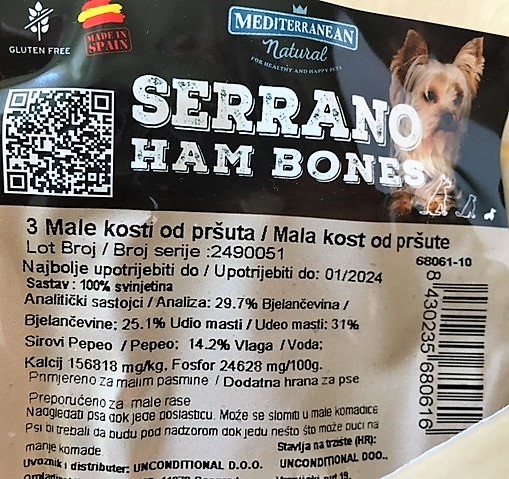 GLUTEN FREE
MADE IN
SPAIN
MEDITERRANEAN
Natural
FOR HEALTHY AND HAPPY PETS
SERRANO
HAM BONES
3 Male kosti od pršuta / Mala kost od pršute
Lot Broj / Broj serije :2490051
68061-10
Najbolje upotrijebiti do / Upotrijebiti do: 01/2024
Sastav : 100% svinjetina
Analitički sastojci / Analiza: 29.7% Bjelančevina /
Bjelančevine: 25.1% Udio masti / Udeo masti: 31%
Sirovi Pepeo / Pepeo: 14.2% Vlaga / Voda:
Kalcij 156818 mg/kg, Fosfor 24628 mg/100g.
Primjereno za malim pasmine / Dodatna hrana za pse
Preporučeno za male rase
Nadgledati psa dok jede poslasticu. Može se slomiti u male komadiće
Psi bi trebali da budu pod nadzorom dok jedu nešto što može pući na
manje komade.
Stavlja na tržište (HR):
Uvoznik i distributer: UNCONDITIONAL D.O.O.
UNCONDITIONAL DOO.,
8 430235 680616